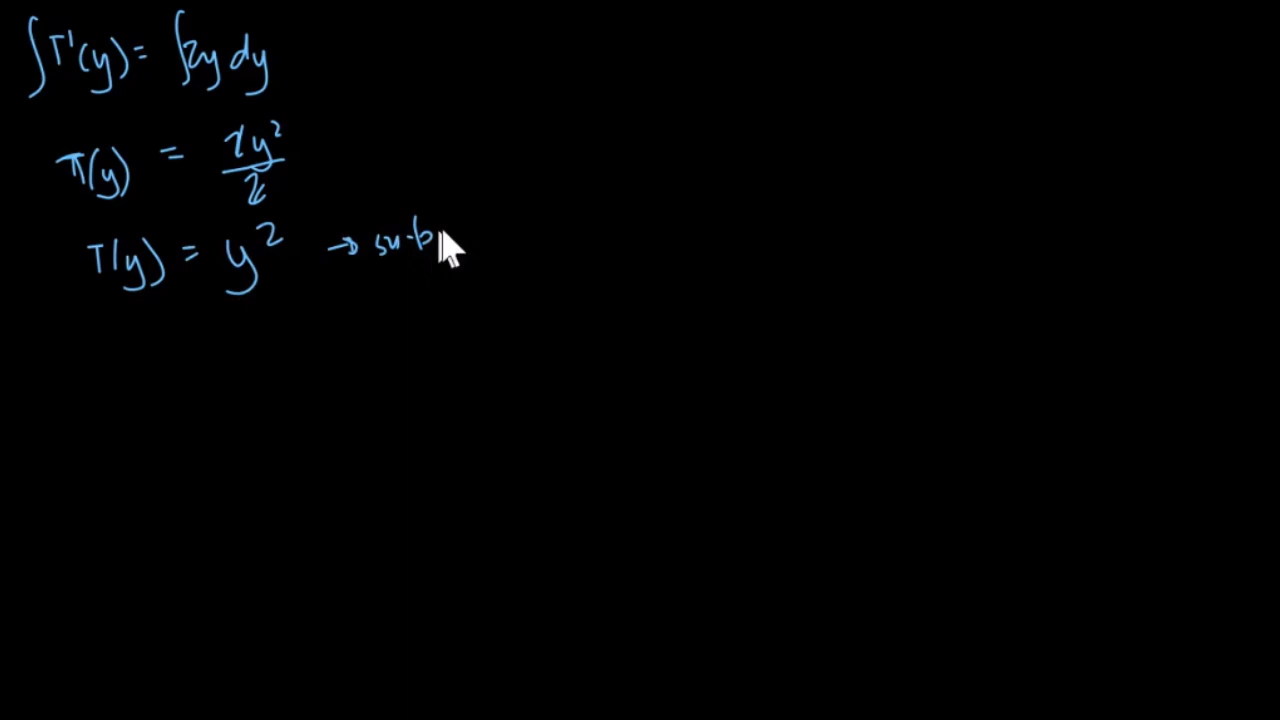 ∫T'(y) = ∫2y dy
T(y) = 2y²/2
T(y) = y² → sub